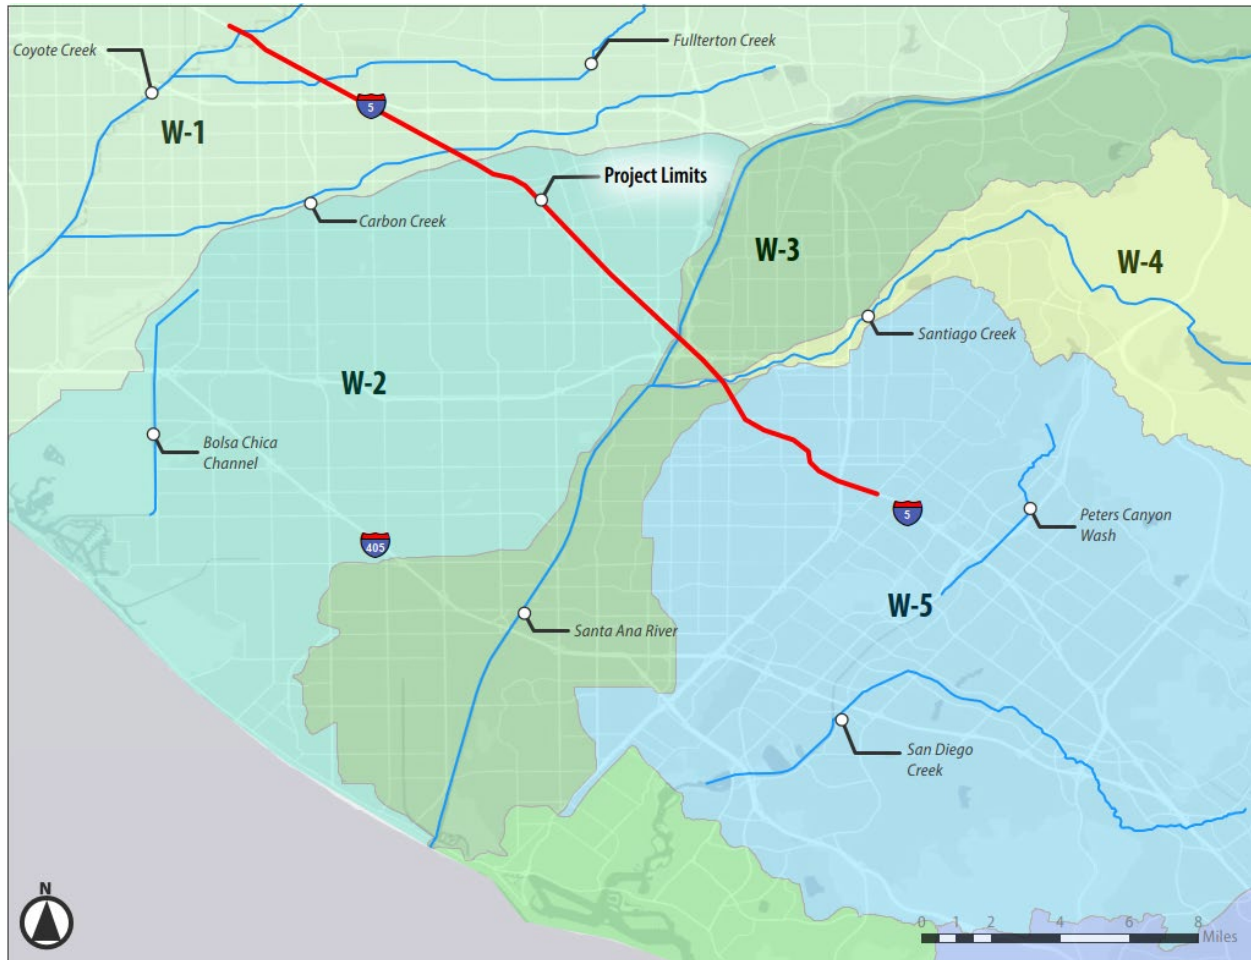 Coyote Creek
Fullterton Creek
5
W-1
Project Limits
Carbon Creek
W-3
W-4
Santiago Creek
W-2
Bolsa Chica
Channel
5
Peters Canyon
Wash
405
W-5
Santa Ana River
San Diego
Creek
N
0 1 2 4 6 8
Miles